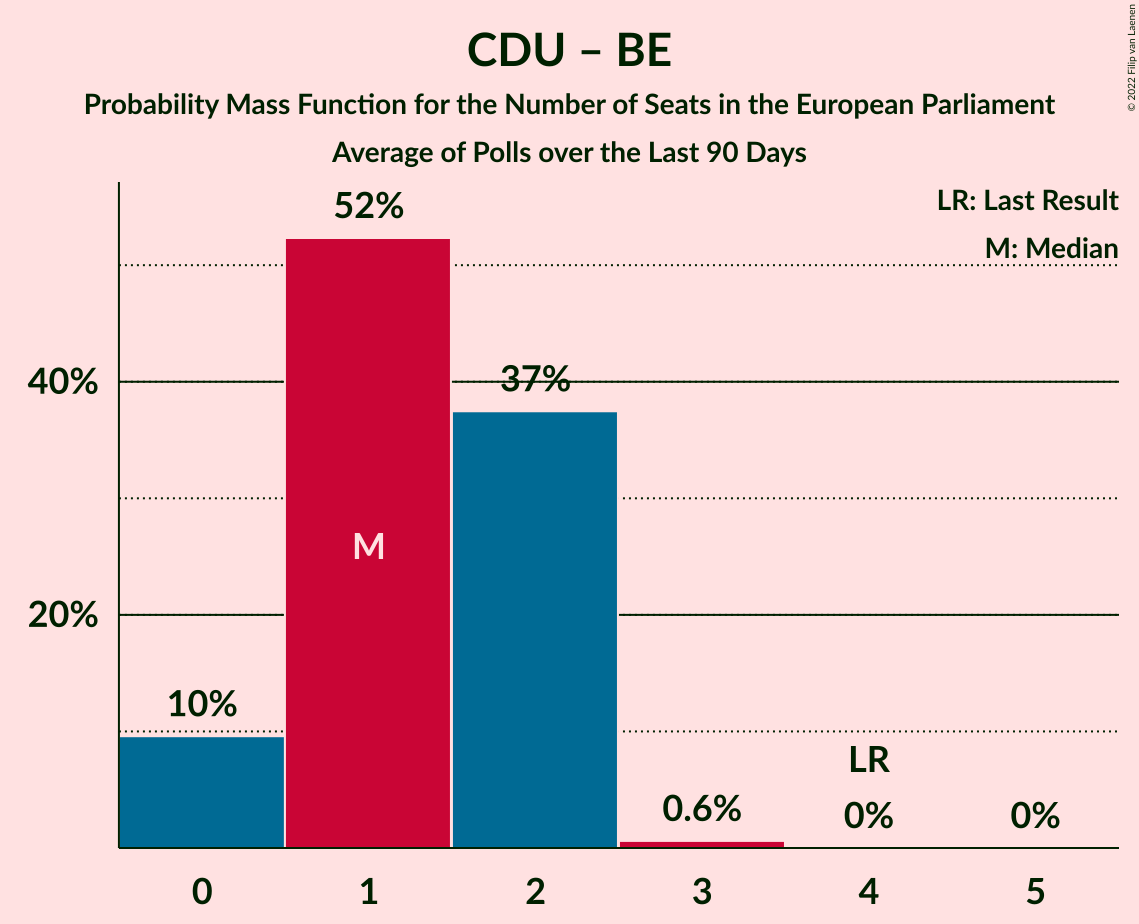 CDU – BE
Probability Mass Function for the Number of Seats in the European Parliament
Average of Polls over the Last 90 Days
© 2022 Filip van Laenen
LR: Last Result
M: Median
52%
40%
37%
M
20%
10%
LR
0.6%
0%
0%
0 1 2 3 4 5